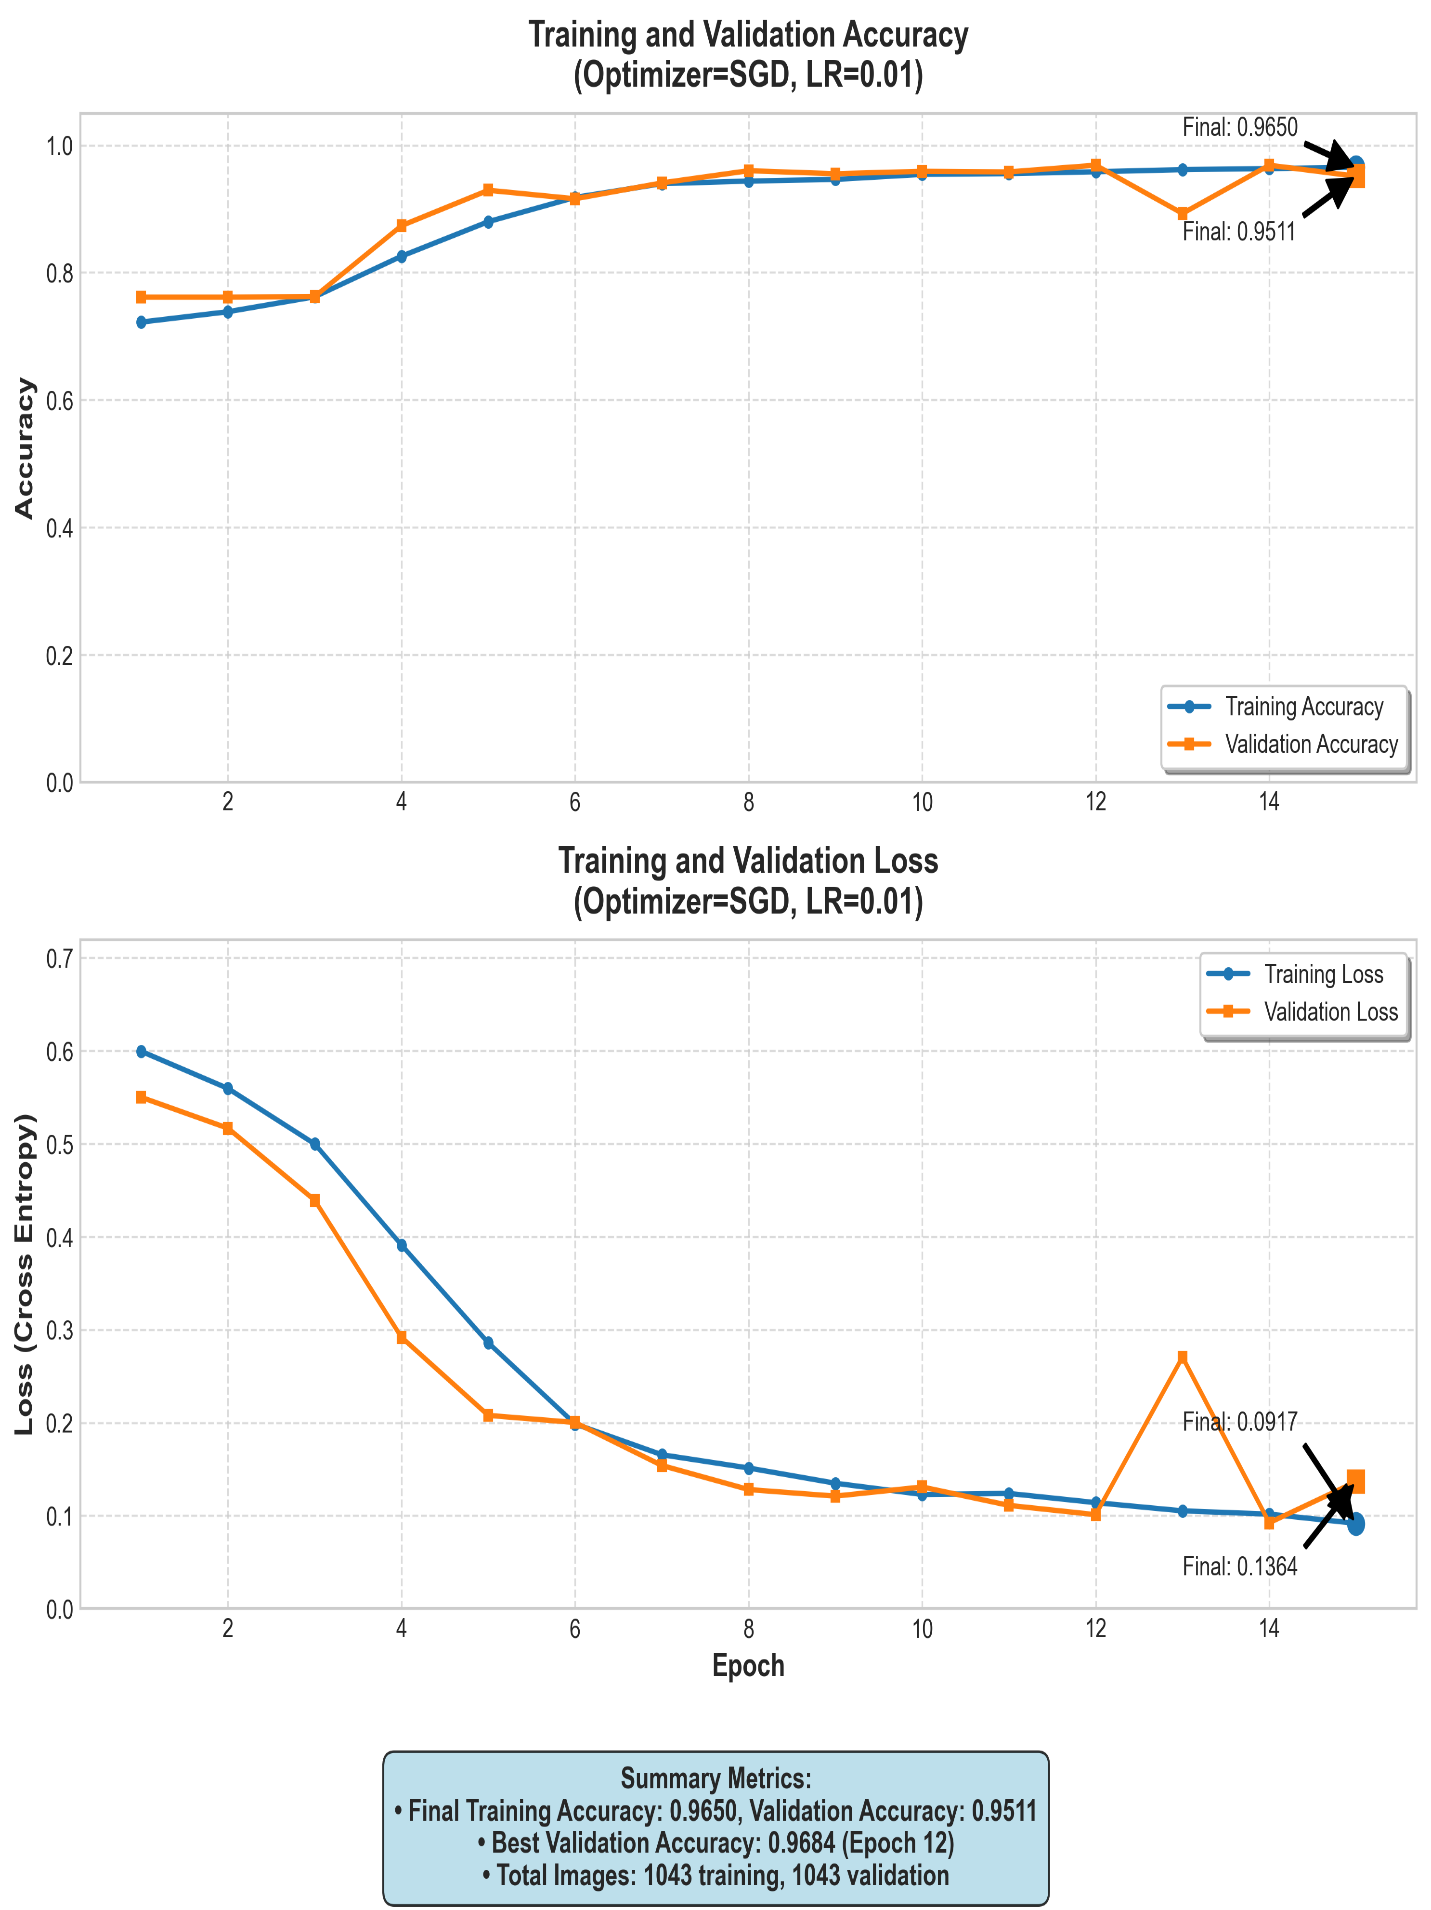 Training and Validation Accuracy
(Optimizer=SGD, LR=0.01)
Final: 0.9650
Final: 0.9511
1.0
0.8
0.6
0.4
0.2
0.0
Accuracy
Training Accuracy
Validation Accuracy
2 4 6 8 10 12 14
Training and Validation Loss
(Optimizer=SGD, LR=0.01)
0.7
0.6
0.5
0.4
0.3
0.2
0.1
0.0
Loss (Cross Entropy)
Training Loss
Validation Loss
Final: 0.0917
Final: 0.1364
2 4 6 8 10 12 14
Epoch
Summary Metrics:
• Final Training Accuracy: 0.9650, Validation Accuracy: 0.9511
• Best Validation Accuracy: 0.9684 (Epoch 12)
• Total Images: 1043 training, 1043 validation